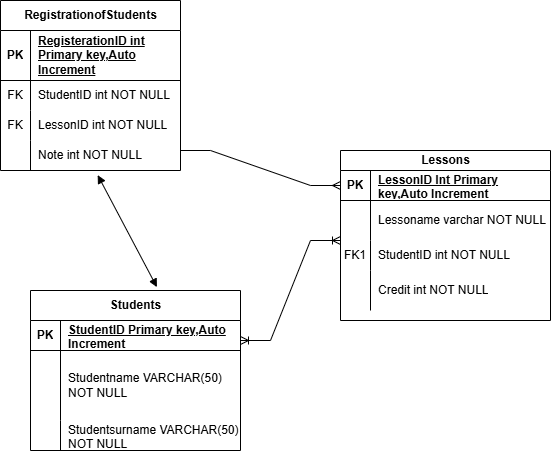 RegistrationofStudents
PK
RegisterationID int
Primary key,Auto
Increment
FK
StudentID int NOT NULL
FK
LessonID int NOT NULL
Note int NOT NULL
Lessons
PK
LessonID Int Primary
key,Auto Increment
Lessoname varchar NOT NULL
FK1
StudentID int NOT NULL
Credit int NOT NULL
Students
PK
StudentID Primary key,Auto
Increment
Studentname VARCHAR(50)
NOT NULL
Studentsurname VARCHAR(50)
NOT NULL